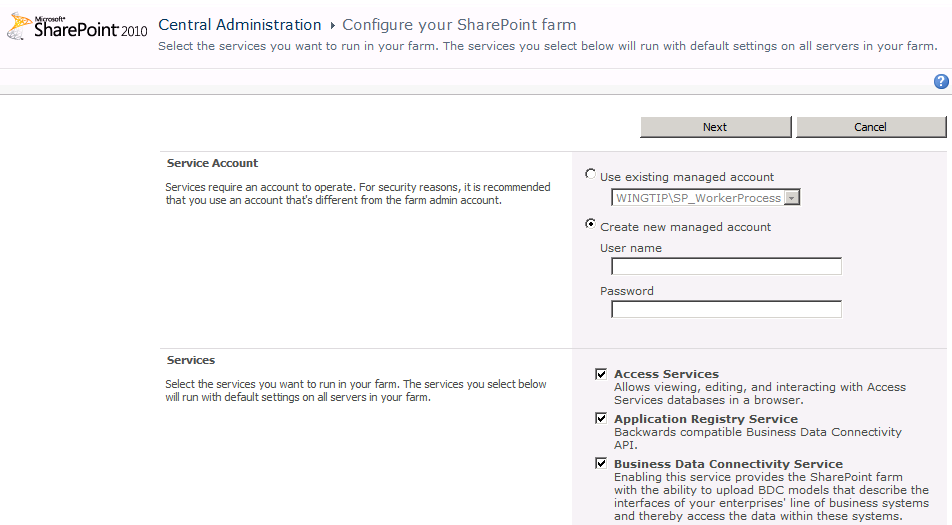 Microsoft®
SharePoint® 2010
Central Administration ▸ Configure your SharePoint farm
Select the services you want to run in your farm. The services you select below will run with default settings on all servers in your farm.
?
Next
Cancel
Service Account
Services require an account to operate. For security reasons, it is recommended
that you use an account that's different from the farm admin account.
Use existing managed account
WINGTIP\SP_WorkerProcess
Create new managed account
User name
Password
Services
Select the services you want to run in your farm. The services you select below
will run with default settings on all servers in your farm.
Access Services
Allows viewing, editing, and interacting with Access
Services databases in a browser.
Application Registry Service
Backwards compatible Business Data Connectivity
API.
Business Data Connectivity Service
Enabling this service provides the SharePoint farm
with the ability to upload BDC models that describe the
interfaces of your enterprises' line of business systems
and thereby access the data within these systems.